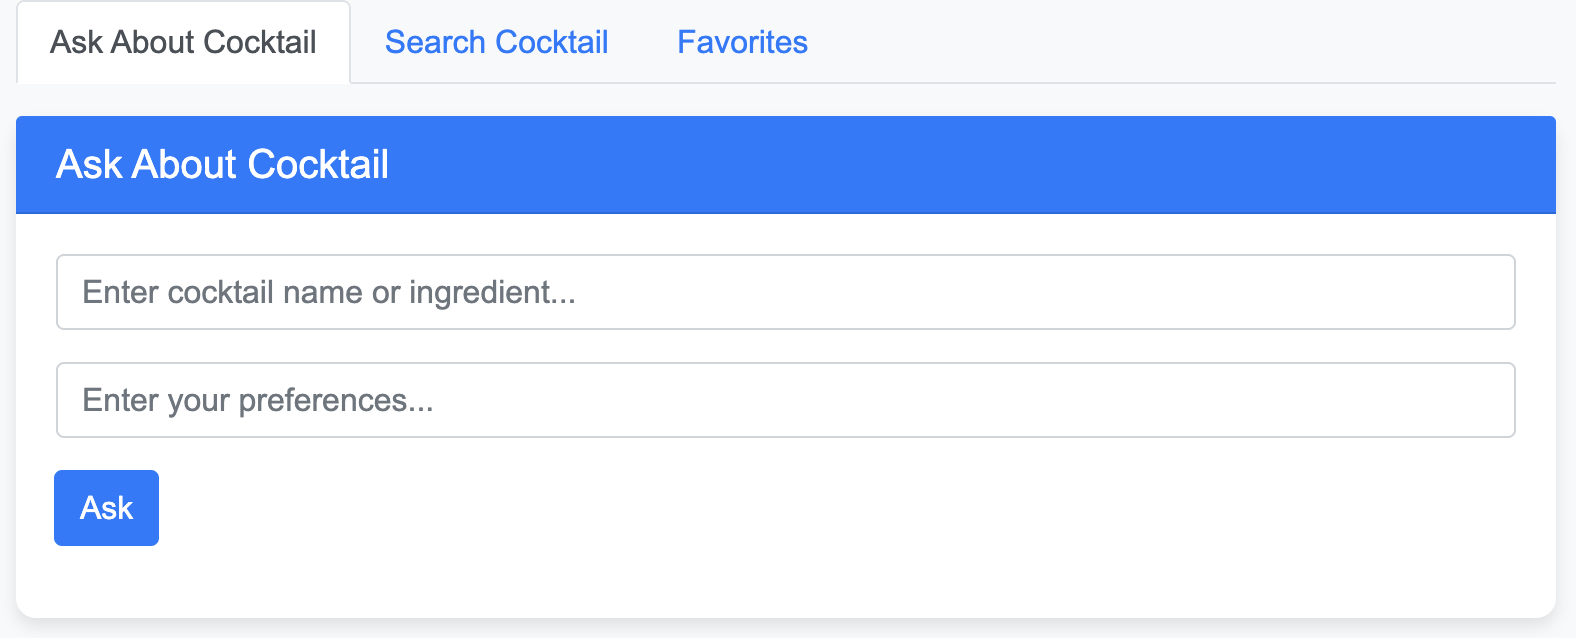 Ask About Cocktail Search Cocktail Favorites
Ask About Cocktail
Enter cocktail name or ingredient...
Enter your preferences...
Ask